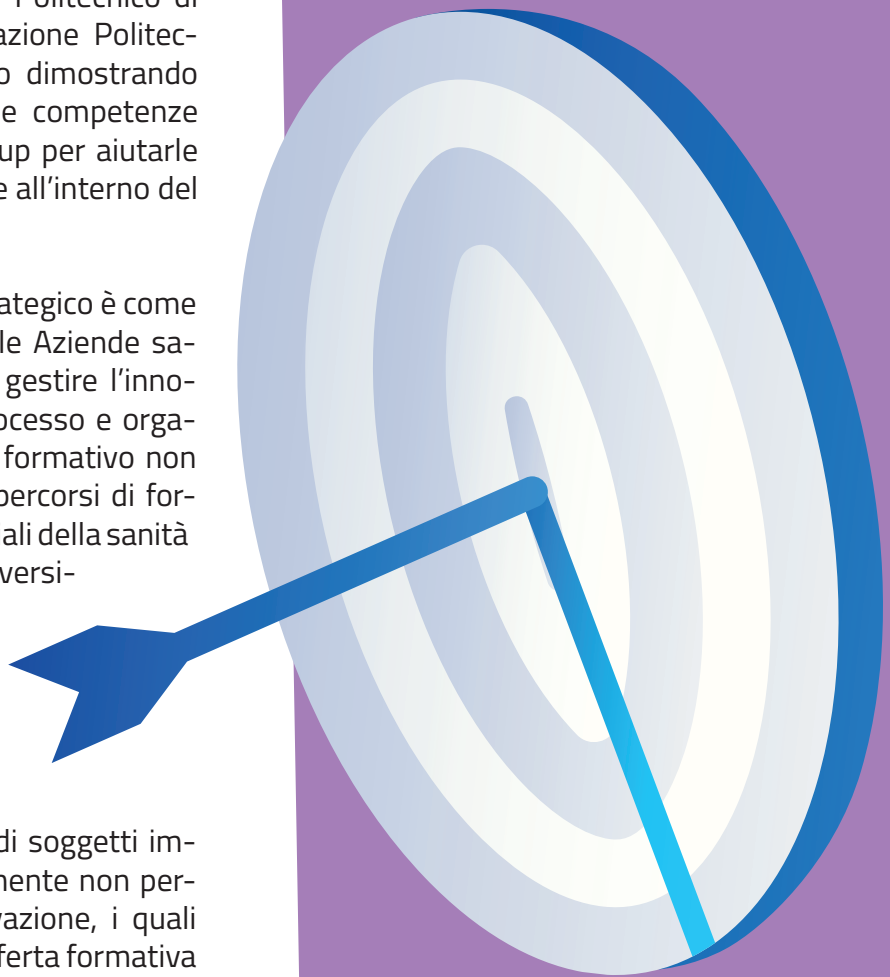 Politecnico di
azione Politec-
o dimostrando
e competenze
up per aiutarle
e all’interno del
rategico è come
le Aziende sa-
gestire l’inno-
ocesso e orga-
formativo non
percorsi di for-
ali della sanità
versi-
di soggetti im-
mente non per-
vazione, i quali
ferta formativa